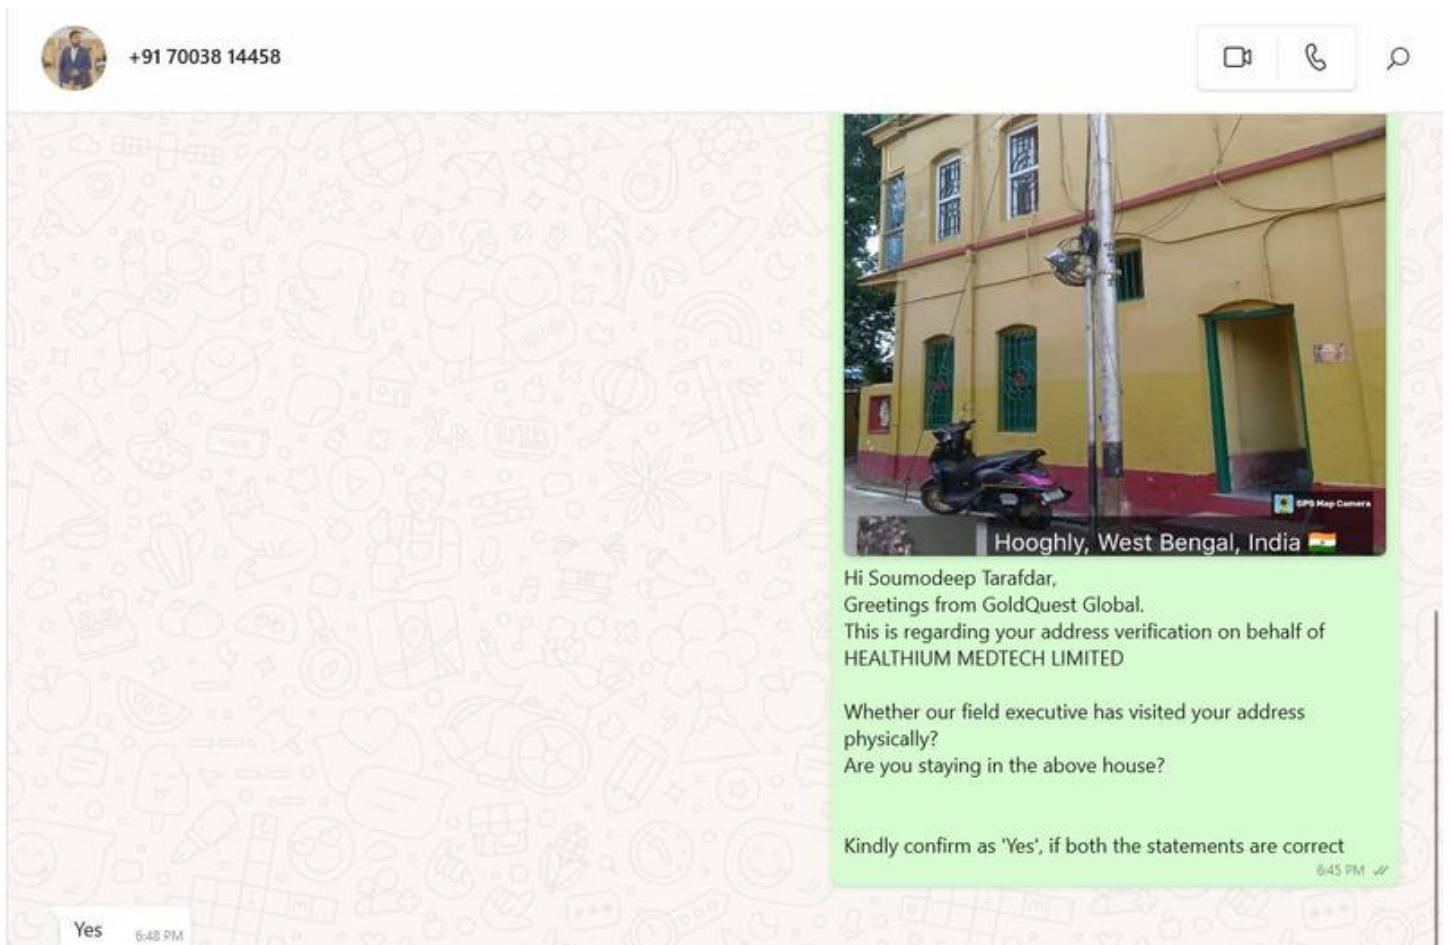 +91 70038 14458
GPS Map Camera
Hooghly, West Bengal, India
Hi Soumodeep Tarafdar,
Greetings from GoldQuest Global.
This is regarding your address verification on behalf of
HEALTHIUM MEDTECH LIMITED
Whether our field executive has visited your address
physically?
Are you staying in the above house?
Kindly confirm as 'Yes', if both the statements are correct
6:45 PM
Yes
6:48 PM